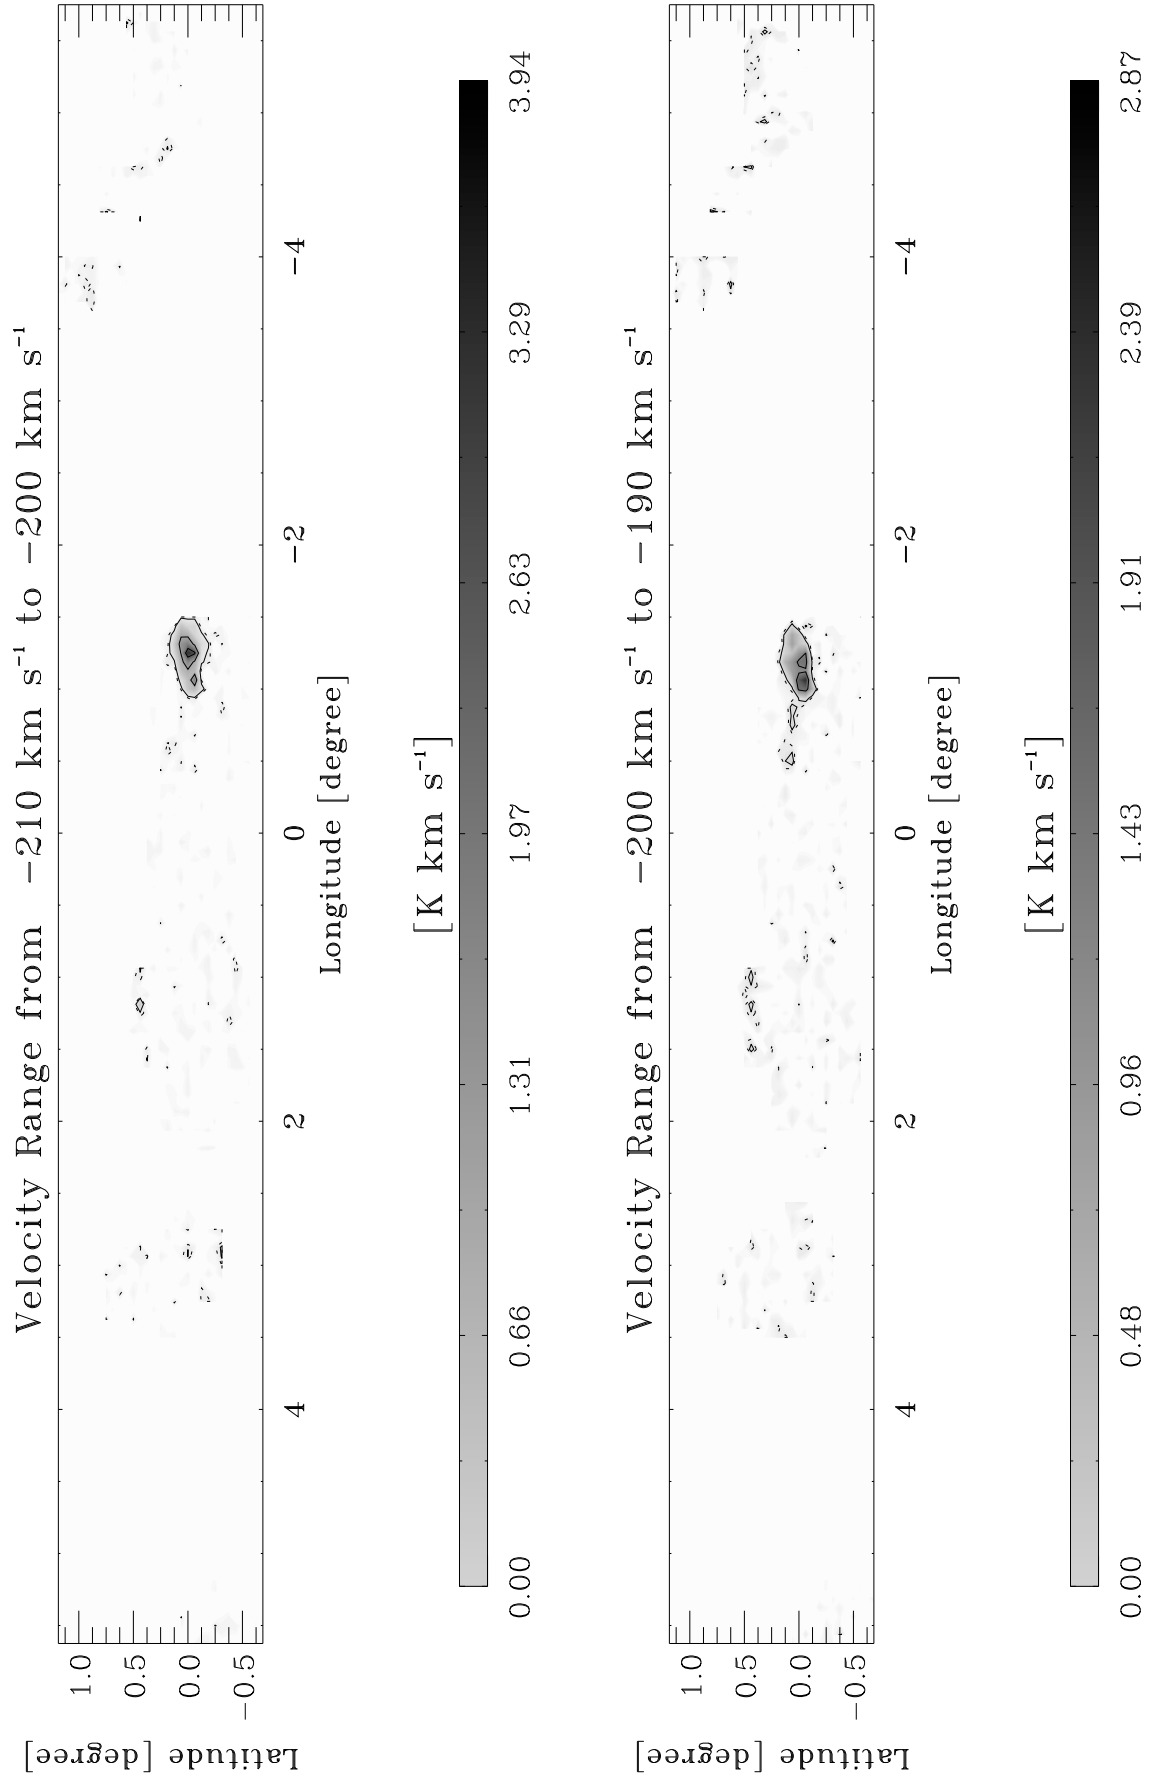 Velocity Range from −210 km s⁻¹ to −200 km s⁻¹
Latitude [degree]
1.0
0.5
0.0
−0.5
4 2 0 −2 −4
Longitude [degree]
[K km s⁻¹]
0.00 0.66 1.31 1.97 2.63 3.29 3.94
Velocity Range from −200 km s⁻¹ to −190 km s⁻¹
Latitude [degree]
1.0
0.5
0.0
−0.5
4 2 0 −2 −4
Longitude [degree]
[K km s⁻¹]
0.00 0.48 0.96 1.43 1.91 2.39 2.87